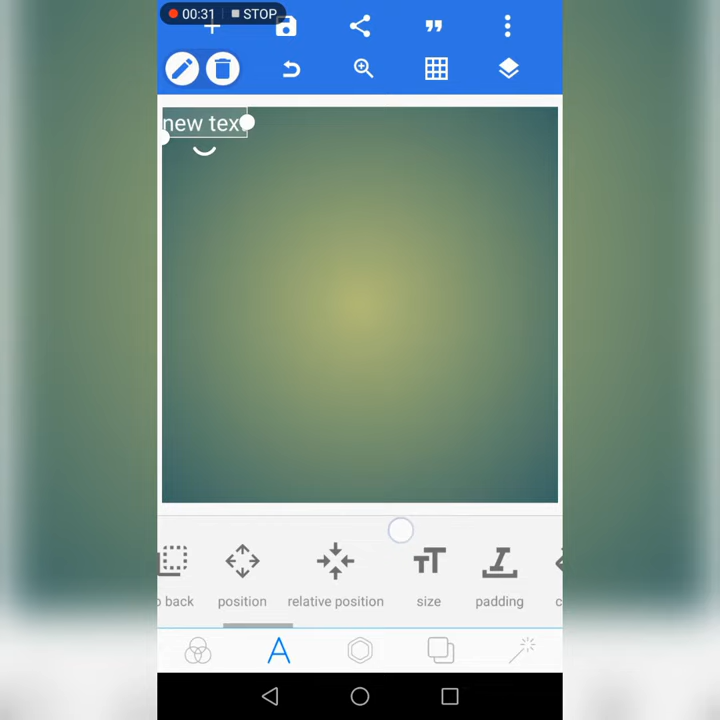 00:31 STOP
new tex
o back position relative position size padding c